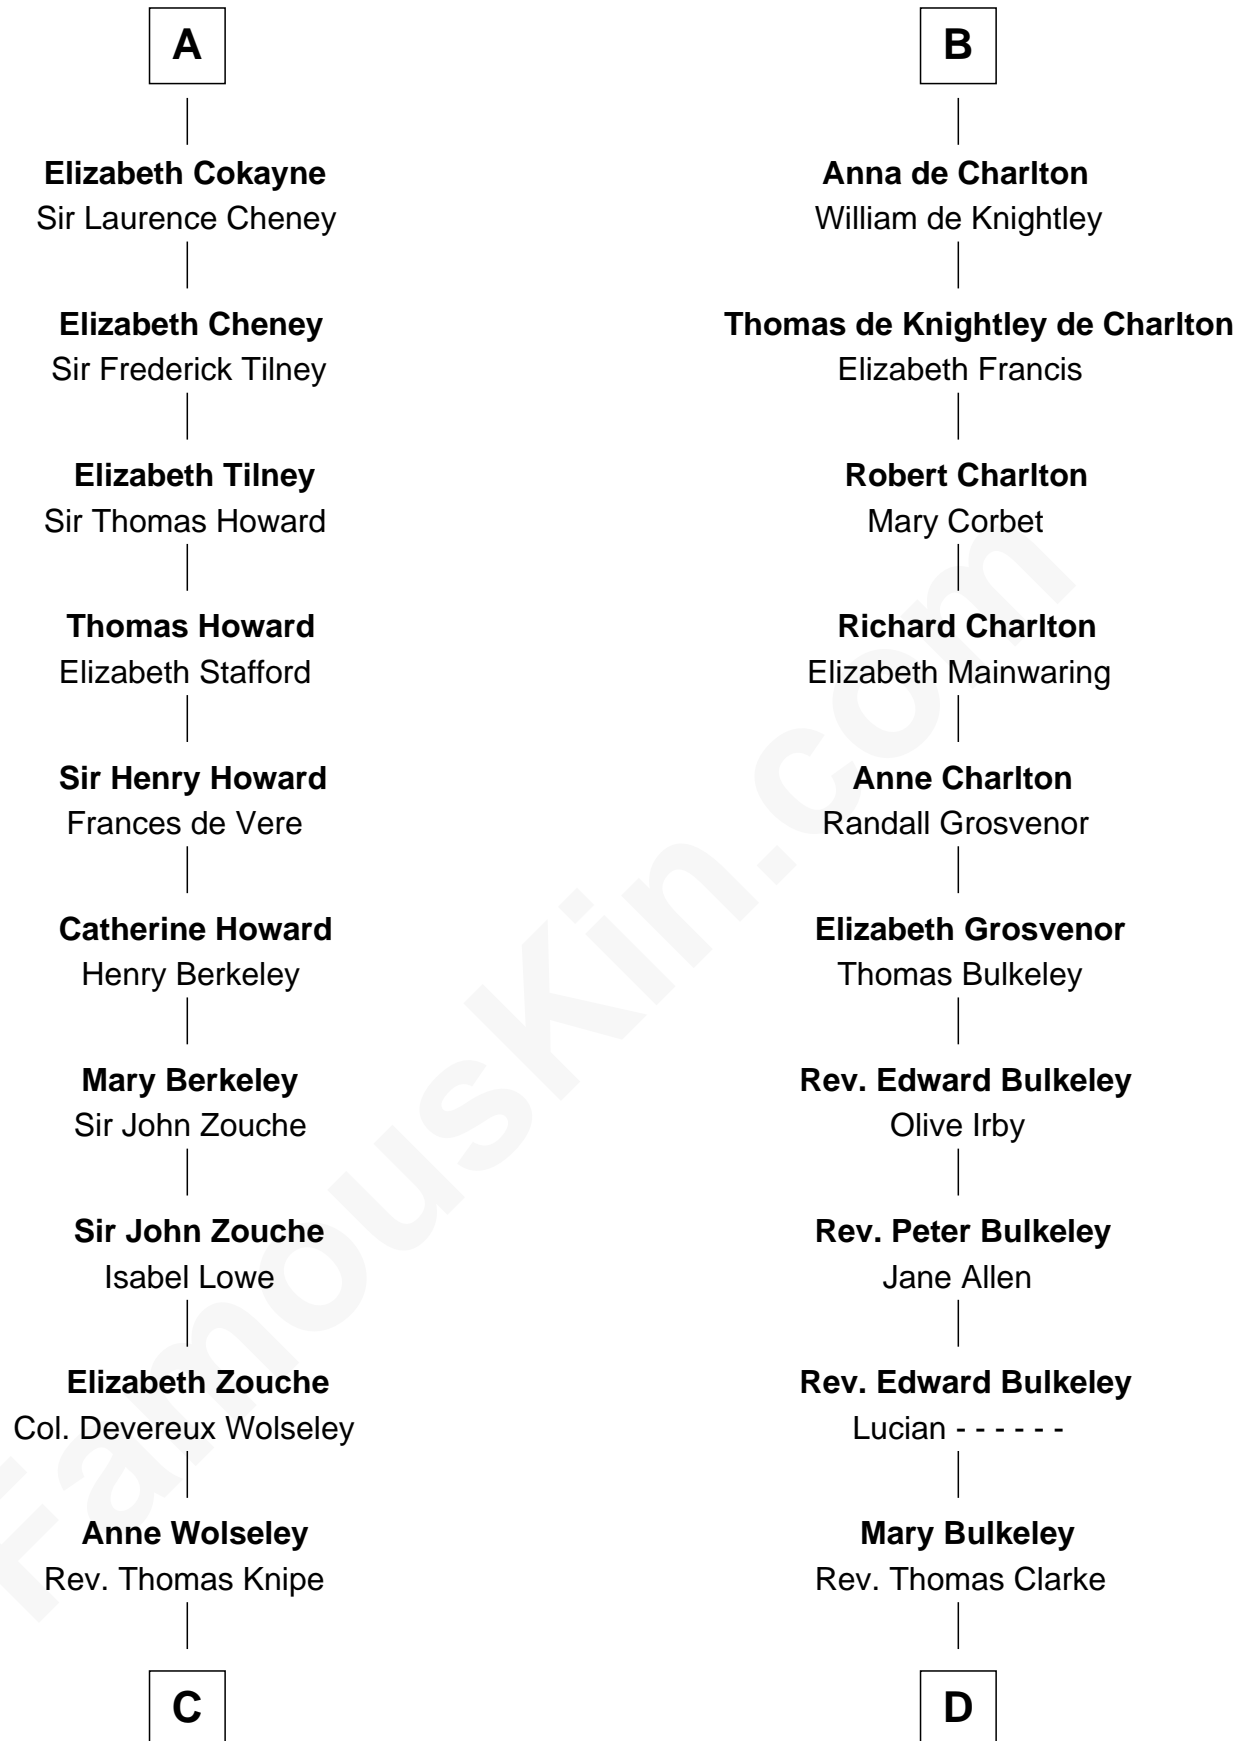 A
Elizabeth Cokayne
Sir Laurence Cheney
Elizabeth Cheney
Sir Frederick Tilney
Elizabeth Tilney
Sir Thomas Howard
Thomas Howard
Elizabeth Stafford
Sir Henry Howard
Frances de Vere
Catherine Howard
Henry Berkeley
Mary Berkeley
Sir John Zouche
Sir John Zouche
Isabel Lowe
Elizabeth Zouche
Col. Devereux Wolseley
Anne Wolseley
Rev. Thomas Knipe
C
B
Anna de Charlton
William de Knightley
Thomas de Knightley de Charlton
Elizabeth Francis
Robert Charlton
Mary Corbet
Richard Charlton
Elizabeth Mainwaring
Anne Charlton
Randall Grosvenor
Elizabeth Grosvenor
Thomas Bulkeley
Rev. Edward Bulkeley
Olive Irby
Rev. Peter Bulkeley
Jane Allen
Rev. Edward Bulkeley
Lucian - - - - - -
Mary Bulkeley
Rev. Thomas Clarke
D
FamousKin.com